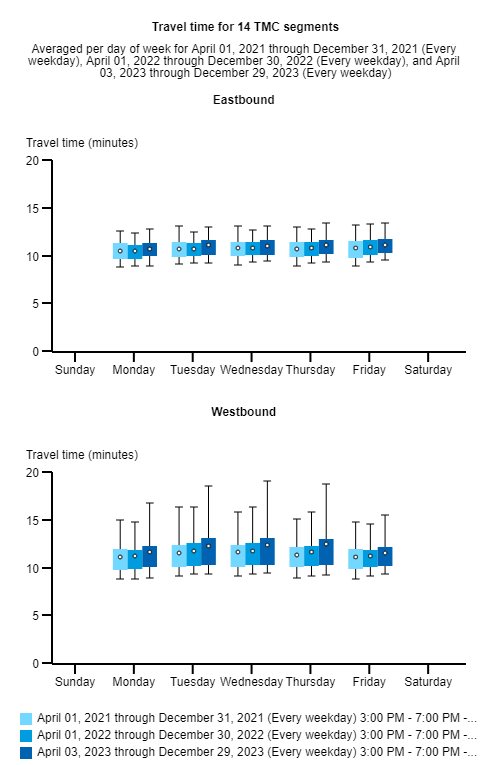 Travel time for 14 TMC segments
Averaged per day of week for April 01, 2021 through December 31, 2021 (Every
weekday), April 01, 2022 through December 30, 2022 (Every weekday), and April
03, 2023 through December 29, 2023 (Every weekday)
Eastbound
Travel time (minutes)
20
15
10
5
0
Sunday Monday Tuesday Wednesday Thursday Friday Saturday
Westbound
Travel time (minutes)
20
15
10
5
0
Sunday Monday Tuesday Wednesday Thursday Friday Saturday
April 01, 2021 through December 31, 2021 (Every weekday) 3:00 PM - 7:00 PM -...
April 01, 2022 through December 30, 2022 (Every weekday) 3:00 PM - 7:00 PM -...
April 03, 2023 through December 29, 2023 (Every weekday) 3:00 PM - 7:00 PM -...